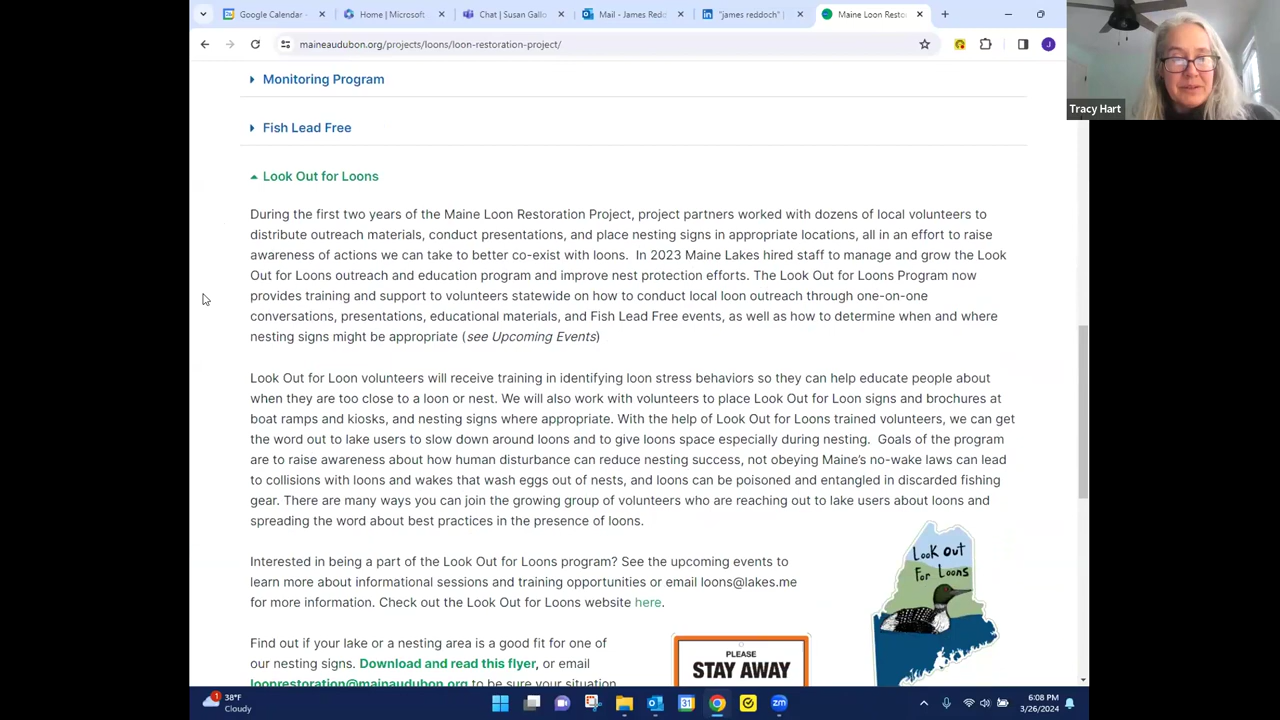 Google Calendar -
Home | Microsoft
Chat | Susan Gallo
Mail - James Redd
"james reddoch" |
Maine Loon Restor
maineaudubon.org/projects/loons/loon-restoration-project/
J
Tracy Hart
Monitoring Program
Fish Lead Free
Look Out for Loons
During the first two years of the Maine Loon Restoration Project, project partners worked with dozens of local volunteers to
distribute outreach materials, conduct presentations, and place nesting signs in appropriate locations, all in an effort to raise
awareness of actions we can take to better co-exist with loons. In 2023 Maine Lakes hired staff to manage and grow the Look
Out for Loons outreach and education program and improve nest protection efforts. The Look Out for Loons Program now
provides training and support to volunteers statewide on how to conduct local loon outreach through one-on-one
conversations, presentations, educational materials, and Fish Lead Free events, as well as how to determine when and where
nesting signs might be appropriate (see Upcoming Events)
Look Out for Loon volunteers will receive training in identifying loon stress behaviors so they can help educate people about
when they are too close to a loon or nest. We will also work with volunteers to place Look Out for Loon signs and brochures at
boat ramps and kiosks, and nesting signs where appropriate. With the help of Look Out for Loons trained volunteers, we can get
the word out to lake users to slow down around loons and to give loons space especially during nesting. Goals of the program
are to raise awareness about how human disturbance can reduce nesting success, not obeying Maine's no-wake laws can lead
to collisions with loons and wakes that wash eggs out of nests, and loons can be poisoned and entangled in discarded fishing
gear. There are many ways you can join the growing group of volunteers who are reaching out to lake users about loons and
spreading the word about best practices in the presence of loons.
Look out
For Loons
Interested in being a part of the Look Out for Loons program? See the upcoming events to
learn more about informational sessions and training opportunities or email loons@lakes.me
for more information. Check out the Look Out for Loons website here.
Find out if your lake or a nesting area is a good fit for one of
our nesting signs. Download and read this flyer, or email
loonrestoration@mainaudubon.org to be sure your situation
PLEASE
STAY AWAY
1
38°F
Cloudy
31
zm
6:08 PM
3/26/2024